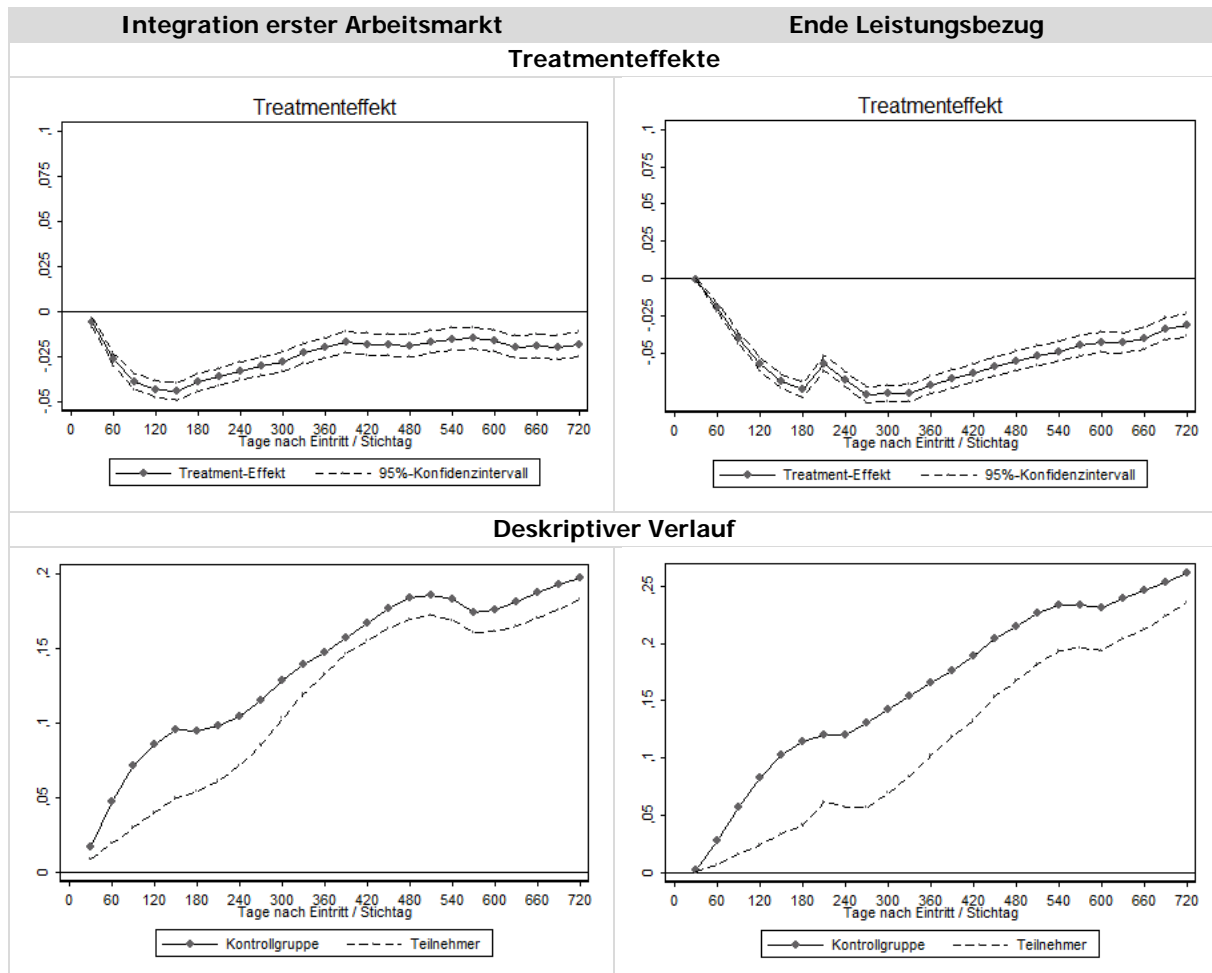 Integration erster Arbeitsmarkt
Ende Leistungsbezug
Treatmenteffekte
Treatmenteffekt
,1
,075
,05
,025
0
-,025
-,05
0 60 120 180 240 300 360 420 480 540 600 660 720
Tage nach Eintritt / Stichtag
Treatment-Effekt 95%-Konfidenzintervall
Treatmenteffekt
,1
,075
,05
,025
0
-,025
-,05
0 60 120 180 240 300 360 420 480 540 600 660 720
Tage nach Eintritt / Stichtag
Treatment-Effekt 95%-Konfidenzintervall
Deskriptiver Verlauf
,2
,15
,1
,05
0
0 60 120 180 240 300 360 420 480 540 600 660 720
Tage nach Eintritt / Stichtag
Kontrollgruppe Teilnehmer
,25
,2
,15
,1
,05
0
0 60 120 180 240 300 360 420 480 540 600 660 720
Tage nach Eintritt / Stichtag
Kontrollgruppe Teilnehmer